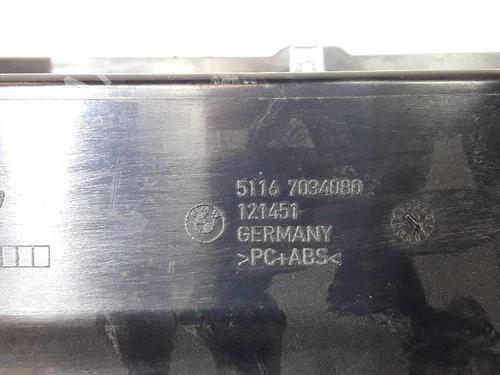 5116 7034080
121451
GERMANY
>PC+ABS<